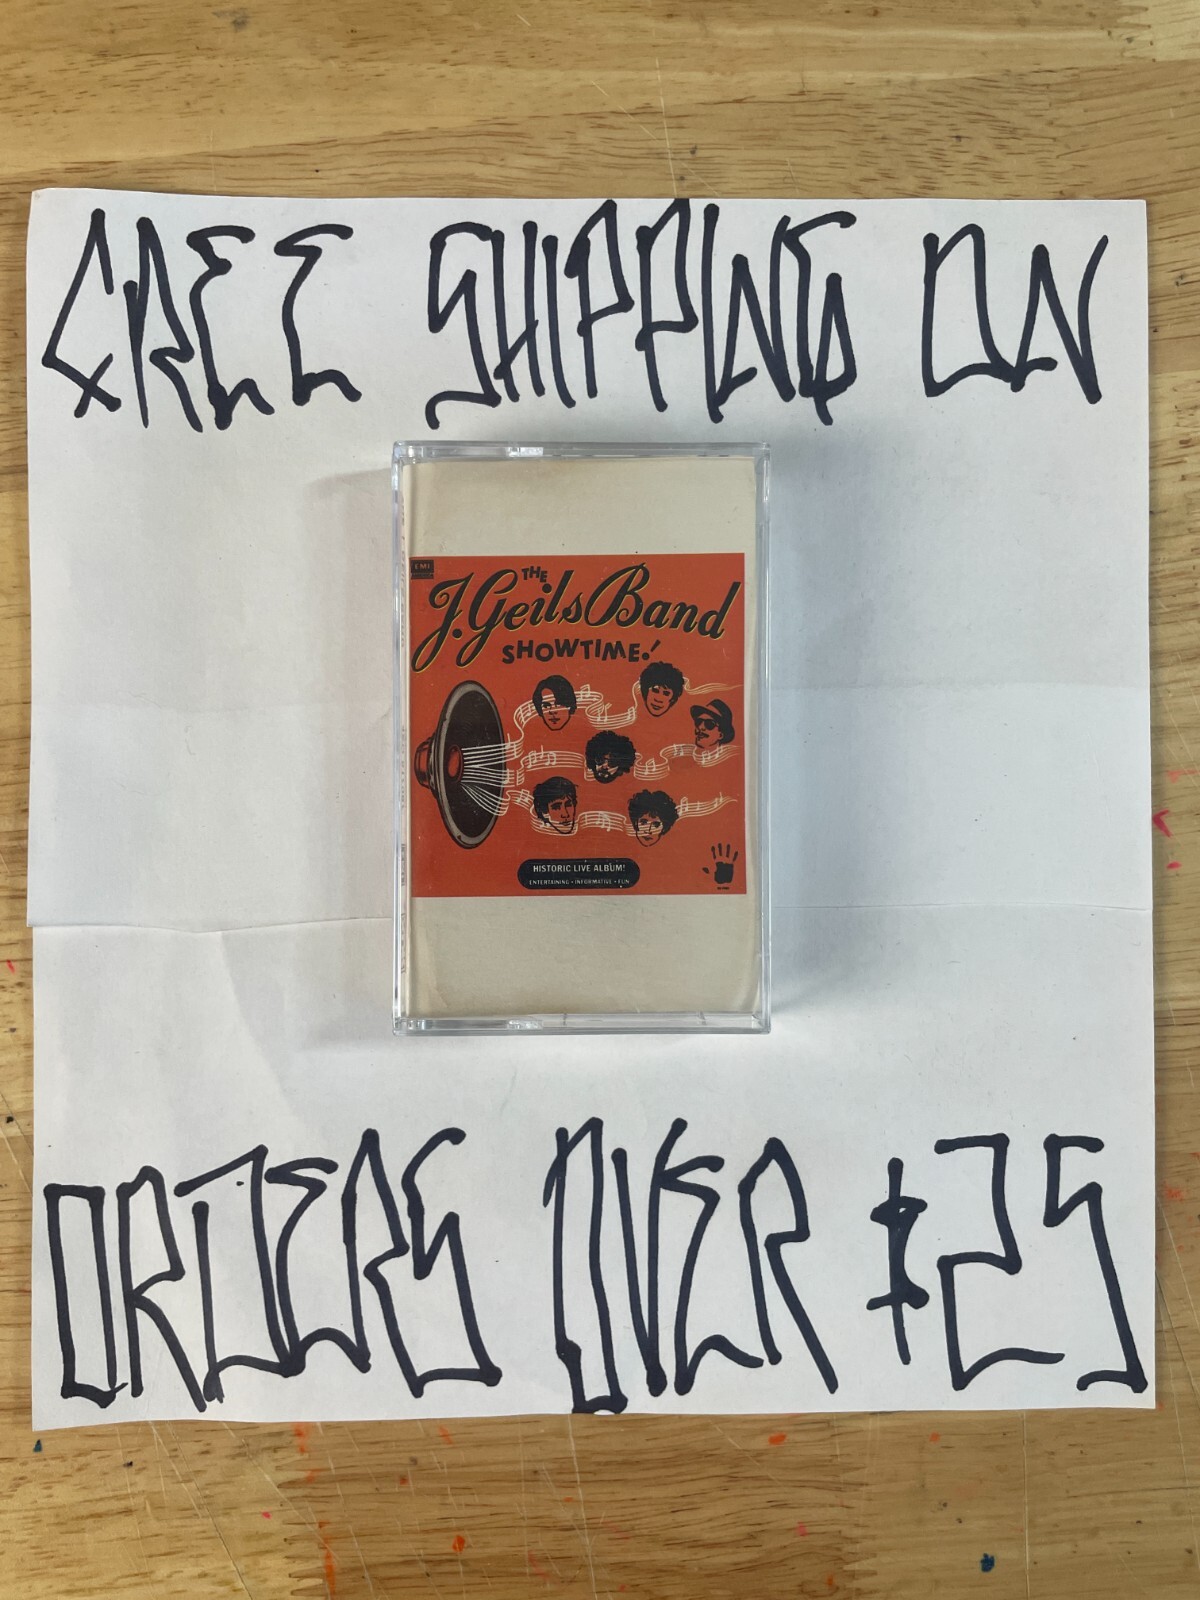 FREE SHIPPING ON
EMI
THE
J. Geils Band
SHOWTIME!
HISTORIC LIVE ALBUM!
ENTERTAINING • INFORMATIVE • FUN
ORDERS OVER $25